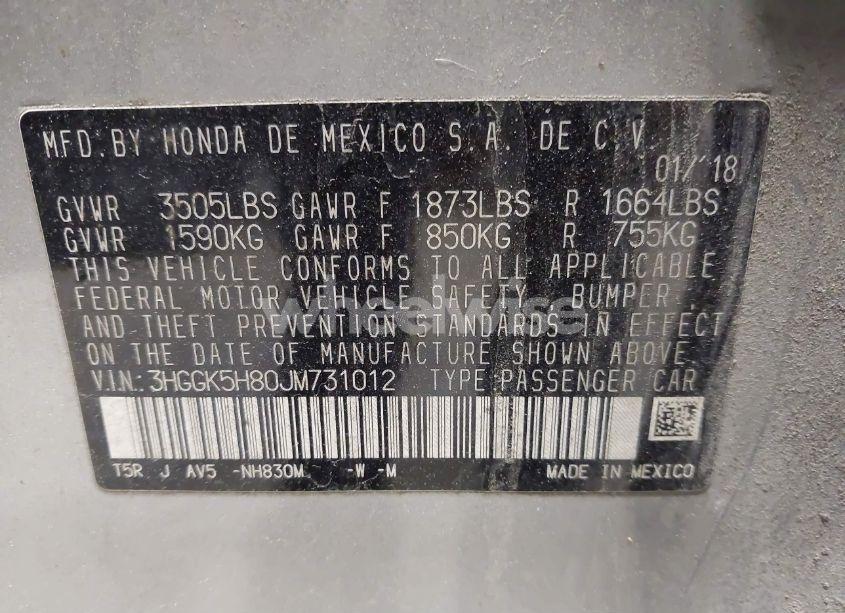 MFD. BY HONDA DE MEXICO S.A. DE C.V.
01/'18
GVWR 3505LBS GAWR F 1873LBS R 1664LBS
GVWR 1590KG GAWR F 850KG R 755KG
THIS VEHICLE CONFORMS TO ALL APPLICABLE
FEDERAL MOTOR VEHICLE SAFETY, BUMPER,
AND THEFT PREVENTION STANDARDS IN EFFECT
ON THE DATE OF MANUFACTURE SHOWN ABOVE.
V.I.N.: 3HGGK5H80JM731012 TYPE PASSENGER CAR
T5R J AV5 -NH830M -W -M MADE IN MEXICO
wheelwise